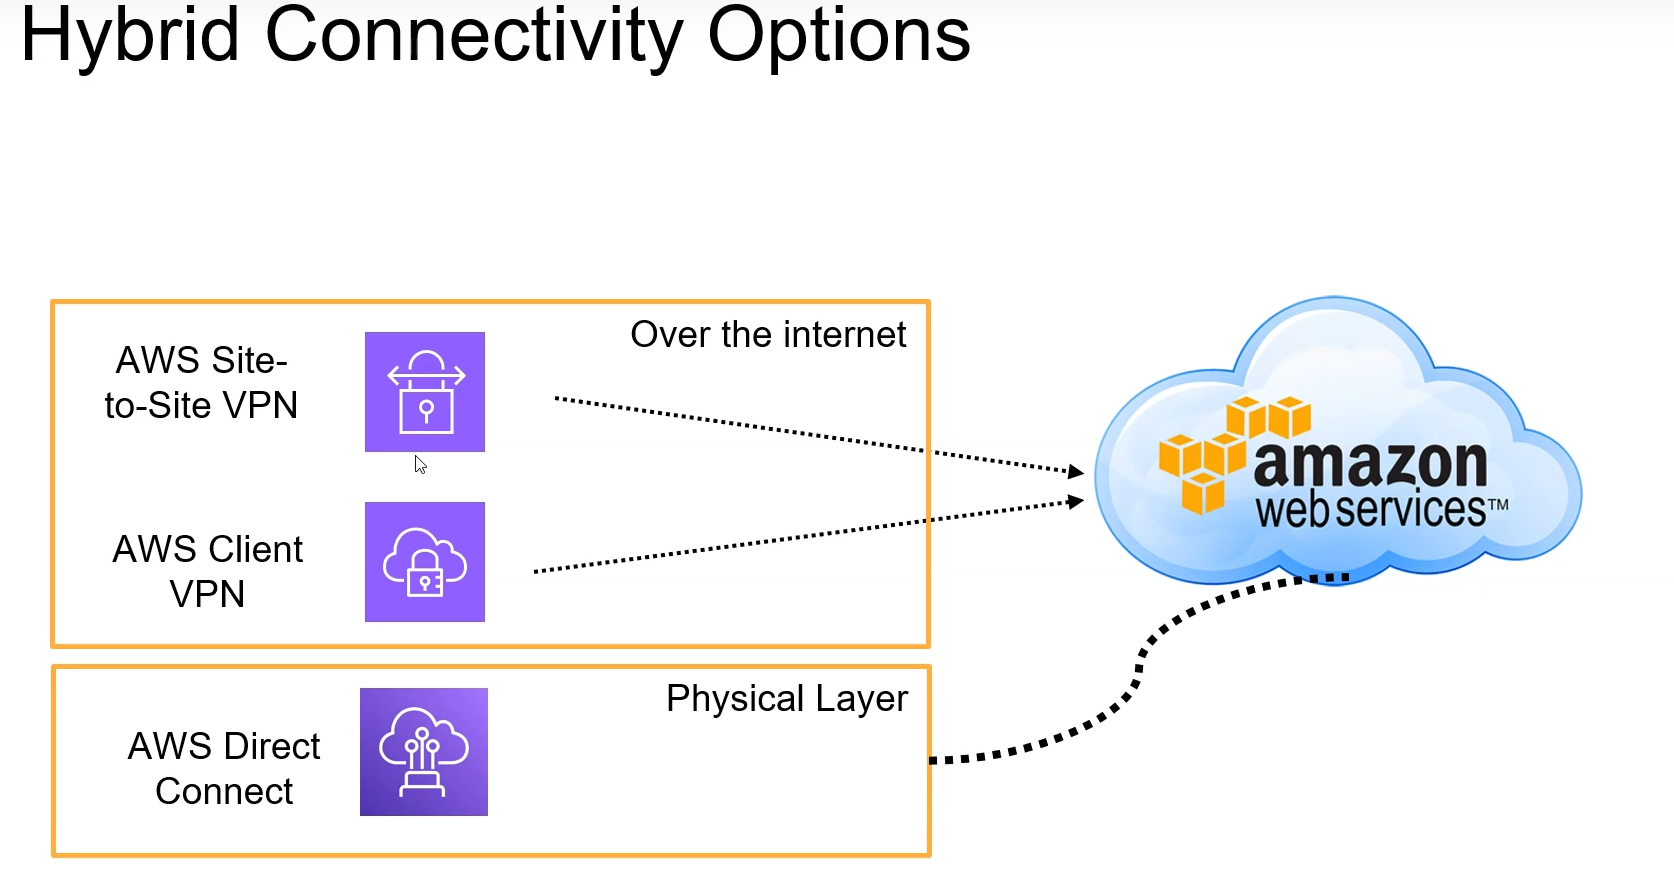 Hybrid Connectivity Options
Over the internet
AWS Site-
to-Site VPN
AWS Client
VPN
amazon
web services™
Physical Layer
AWS Direct
Connect